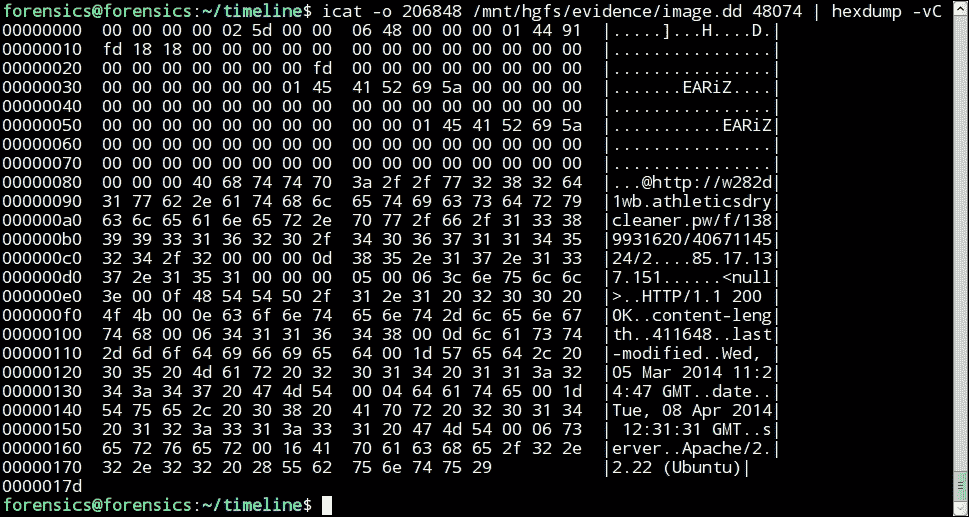 forensics@forensics:~/timeline$ icat -o 206848 /mnt/hgfs/evidence/image.dd 48074 | hexdump -vC
00000000  00 00 00 00 02 5d 00 00  06 48 00 00 00 01 44 91  |.....]...H....D.|
00000010  fd 18 18 00 00 00 00 00  00 00 00 00 00 00 00 00  |................|
00000020  00 00 00 00 00 00 00 fd  00 00 00 00 00 00 00 00  |................|
00000030  00 00 00 00 00 00 01 45  41 52 69 5a 00 00 00 00  |.......EARiZ....|
00000040  00 00 00 00 00 00 00 00  00 00 00 00 00 00 00 00  |................|
00000050  00 00 00 00 00 00 00 00  00 00 01 45 41 52 69 5a  |...........EARiZ|
00000060  00 00 00 00 00 00 00 00  00 00 00 00 00 00 00 00  |................|
00000070  00 00 00 00 00 00 00 00  00 00 00 00 00 00 00 00  |................|
00000080  00 00 00 40 68 74 74 70  3a 2f 2f 77 32 38 32 64  |...@http://w282d|
00000090  31 77 62 2e 61 74 68 6c  65 74 69 63 73 64 72 79  |1wb.athleticsdry|
000000a0  63 6c 65 61 6e 65 72 2e  70 77 2f 66 2f 31 33 38  |cleaner.pw/f/138|
000000b0  39 39 33 31 36 32 30 2f  34 30 36 37 31 31 34 35  |9931620/40671145|
000000c0  32 34 2f 32 00 00 00 0d  38 35 2e 31 37 2e 31 33  |24/2....85.17.13|
000000d0  37 2e 31 35 31 00 00 00  05 00 06 3c 6e 75 6c 6c  |7.151......<null|
000000e0  3e 00 0f 48 54 54 50 2f  31 2e 31 20 32 30 30 20  |>..HTTP/1.1 200 |
000000f0  4f 4b 00 0e 63 6f 6e 74  65 6e 74 2d 6c 65 6e 67  |OK..content-leng|
00000100  74 68 00 06 34 31 31 36  34 38 00 0d 6c 61 73 74  |th..411648..last|
00000110  2d 6d 6f 64 69 66 69 65  64 00 1d 57 65 64 2c 20  |-modified..Wed, |
00000120  30 35 20 4d 61 72 20 32  30 31 34 20 31 31 3a 32  |05 Mar 2014 11:2|
00000130  34 3a 34 37 20 47 4d 54  00 04 64 61 74 65 00 1d  |4:47 GMT..date..|
00000140  54 75 65 2c 20 30 38 20  41 70 72 20 32 30 31 34  |Tue, 08 Apr 2014|
00000150  20 31 32 3a 33 31 3a 33  31 20 47 4d 54 00 06 73  | 12:31:31 GMT..s|
00000160  65 72 76 65 72 00 16 41  70 61 63 68 65 2f 32 2e  |erver..Apache/2.|
00000170  32 2e 32 32 20 28 55 62  75 6e 74 75 29           |2.22 (Ubuntu)|
0000017d
forensics@forensics:~/timeline$